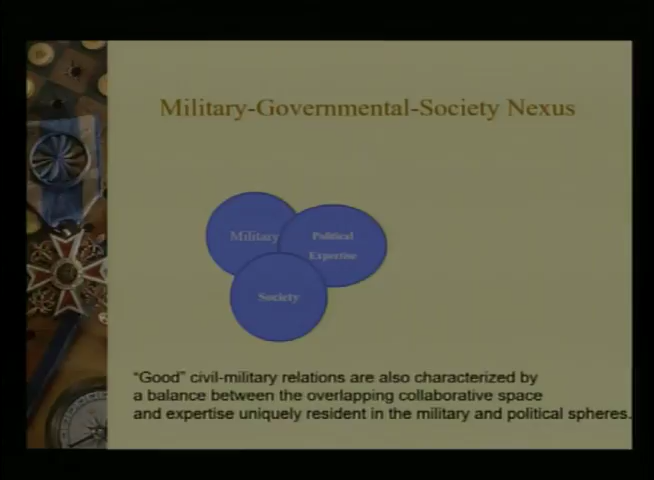 Military-Governmental-Society Nexus
Military
Political
Expertise
Society
“Good” civil-military relations are also characterized by
a balance between the overlapping collaborative space
and expertise uniquely resident in the military and political spheres.